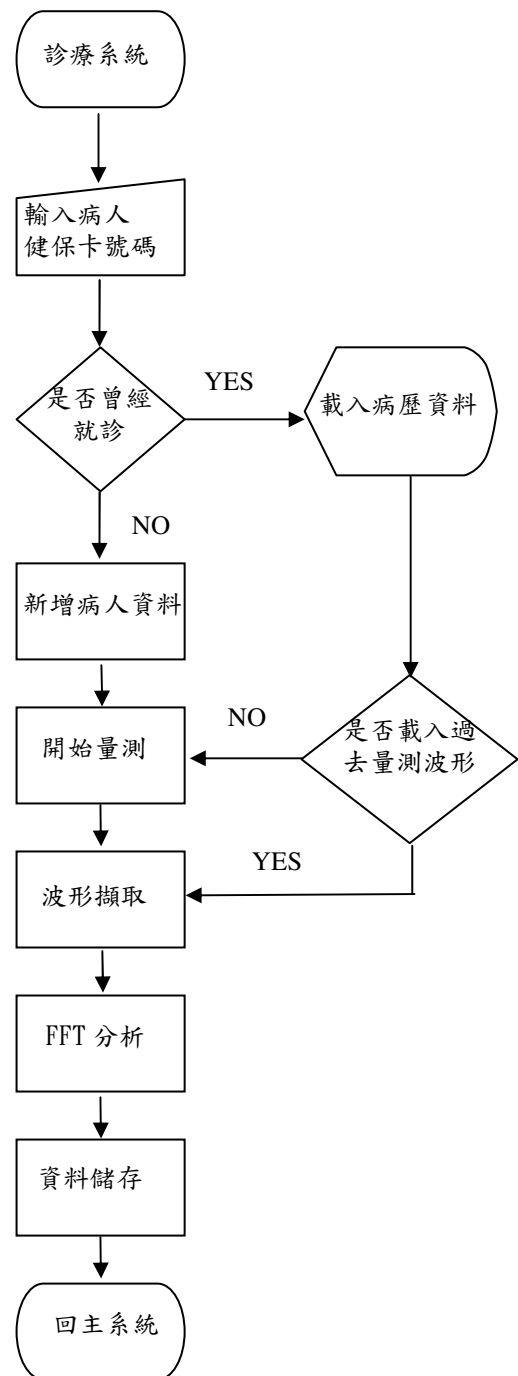 診療系統
輸入病人
健保卡號碼
是否曾經
就診
YES
載入病歷資料
NO
新增病人資料
開始量測
NO
是否載入過
去量測波形
YES
波形擷取
FFT 分析
資料儲存
回主系統